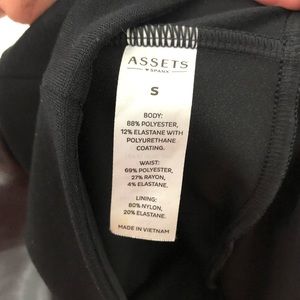 ASSETS
♥SPANX
S
BODY:
88% POLYESTER,
12% ELASTANE WITH
POLYURETHANE
COATING.
WAIST:
69% POLYESTER,
27% RAYON,
4% ELASTANE.
LINING:
80% NYLON,
20% ELASTANE.
MADE IN VIETNAM